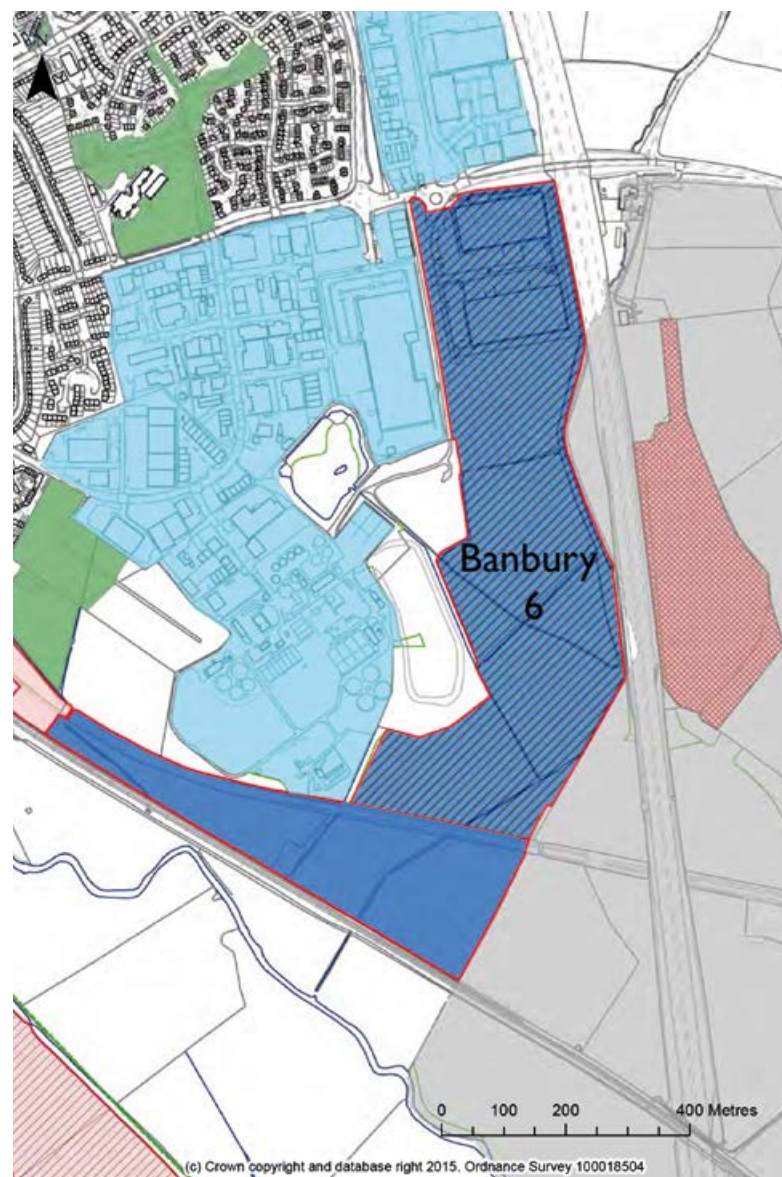 Banbury
6
0 100 200 400 Metres
(c) Crown copyright and database right 2015. Ordnance Survey 100018504